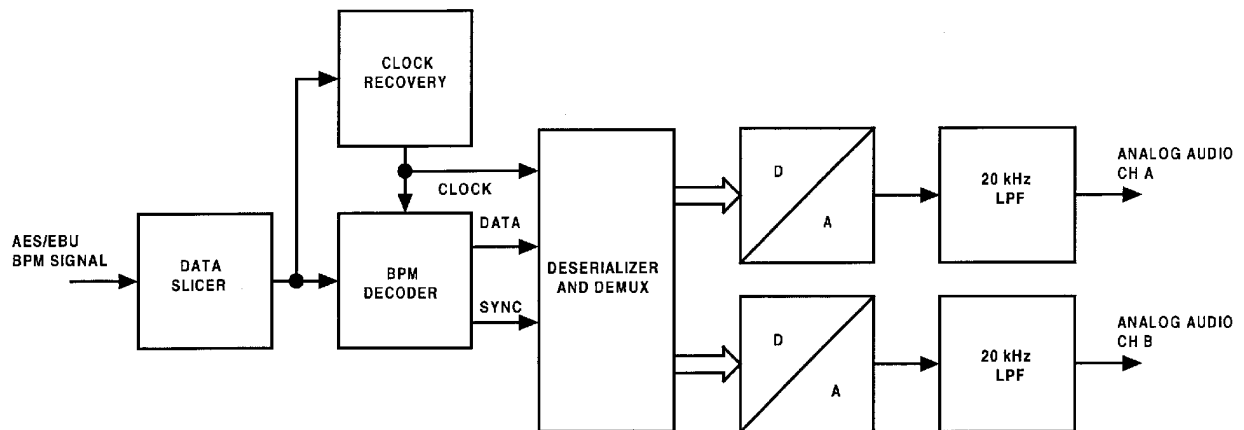 CLOCK
RECOVERY
CLOCK
AES/EBU
BPM SIGNAL
DATA
SLICER
BPM
DECODER
DATA
SYNC
DESERIALIZER
AND DEMUX
D
A
20 kHz
LPF
ANALOG AUDIO
CH A
D
A
20 kHz
LPF
ANALOG AUDIO
CH B